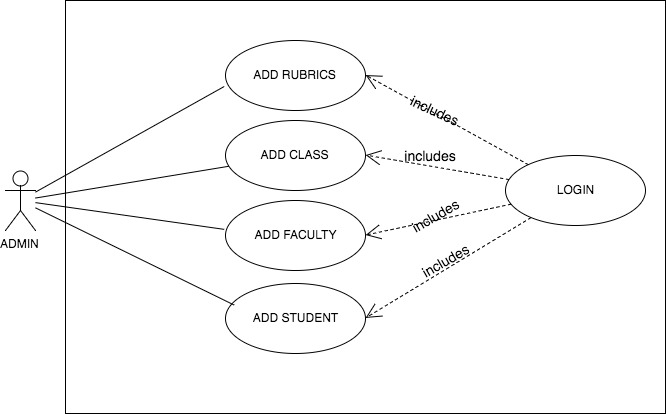 ADD RUBRICS
includes
ADD CLASS
includes
LOGIN
ADMIN
ADD FACULTY
includes
includes
ADD STUDENT